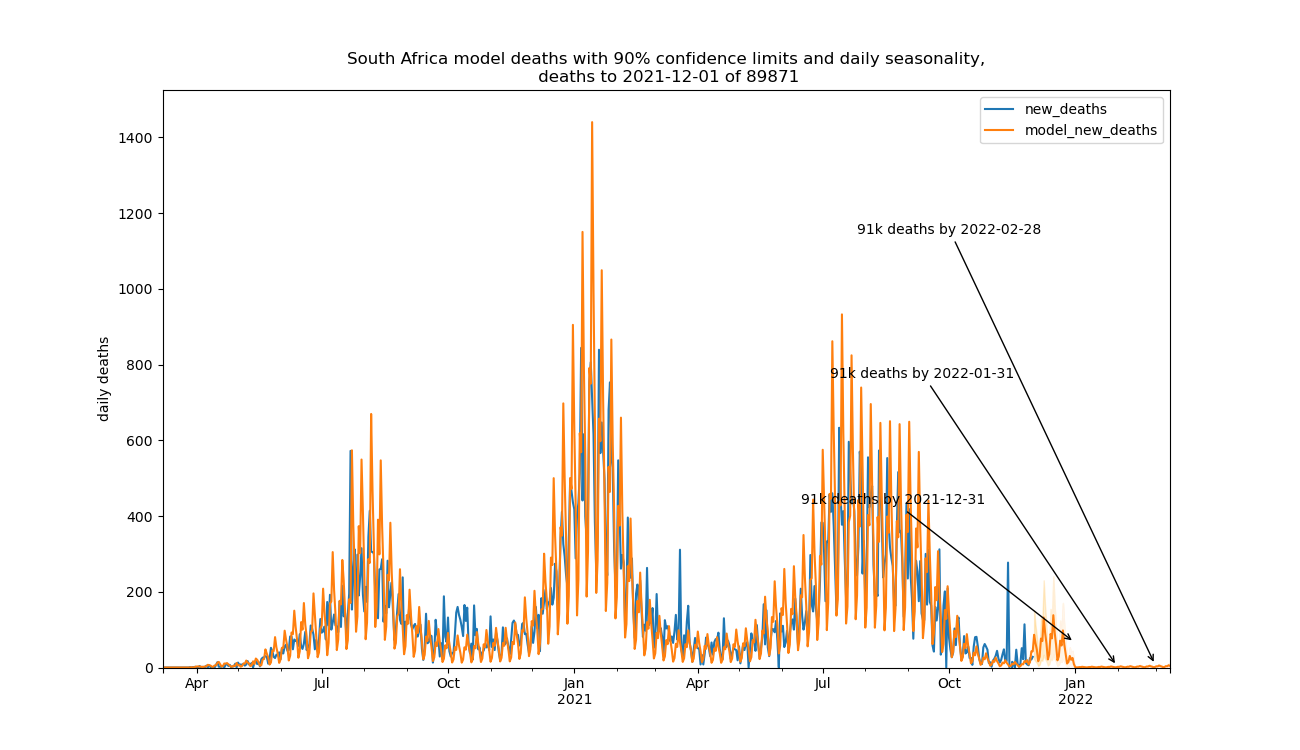 South Africa model deaths with 90% confidence limits and daily seasonality,
deaths to 2021-12-01 of 89871
new_deaths
model_new_deaths
daily deaths
1400
1200
1000
800
600
400
200
0
91k deaths by 2022-02-28
91k deaths by 2022-01-31
91k deaths by 2021-12-31
Apr Jul Oct Jan Apr Jul Oct Jan
2021 2022